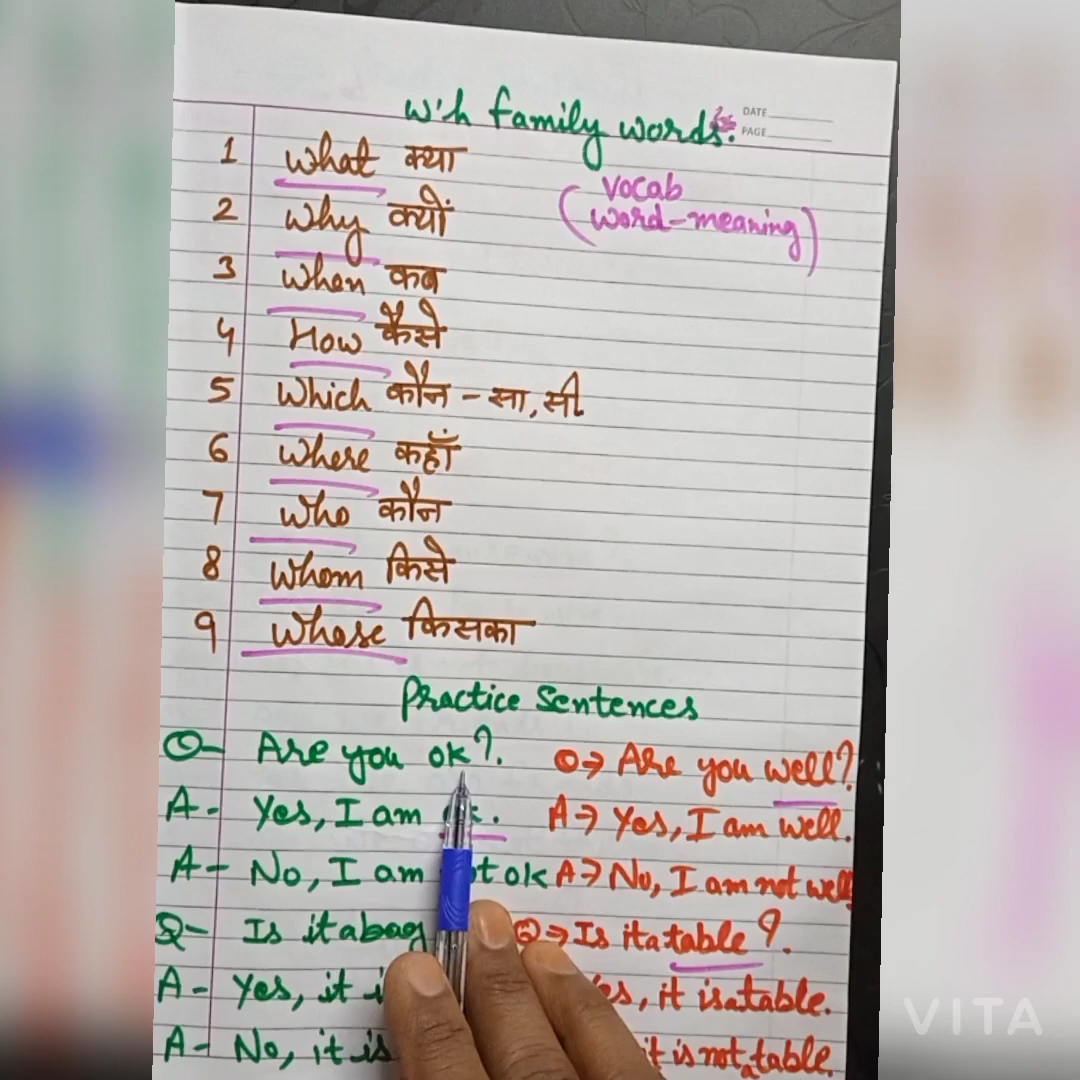 W'h family words.
DATE
PAGE
1 What क्या
vocab
(word-meaning)
2 Why क्यों
3 When कब
4 How कैसे
5 Which कौन - सा, सी
6 Where कहाँ
7 Who कौन
8 Whom किसे
9 Whose किसका
Practice Sentences
Q- Are you ok?.
A- Yes, I am
A- No, I am ok
Q- Is it a bag
A- Yes, it
A- No, it is
Q→ Are you well?
A→ Yes, I am well.
A→ No, I am not well
Q→ Is it a table?.
it is a table.
it is not a table.
VITA